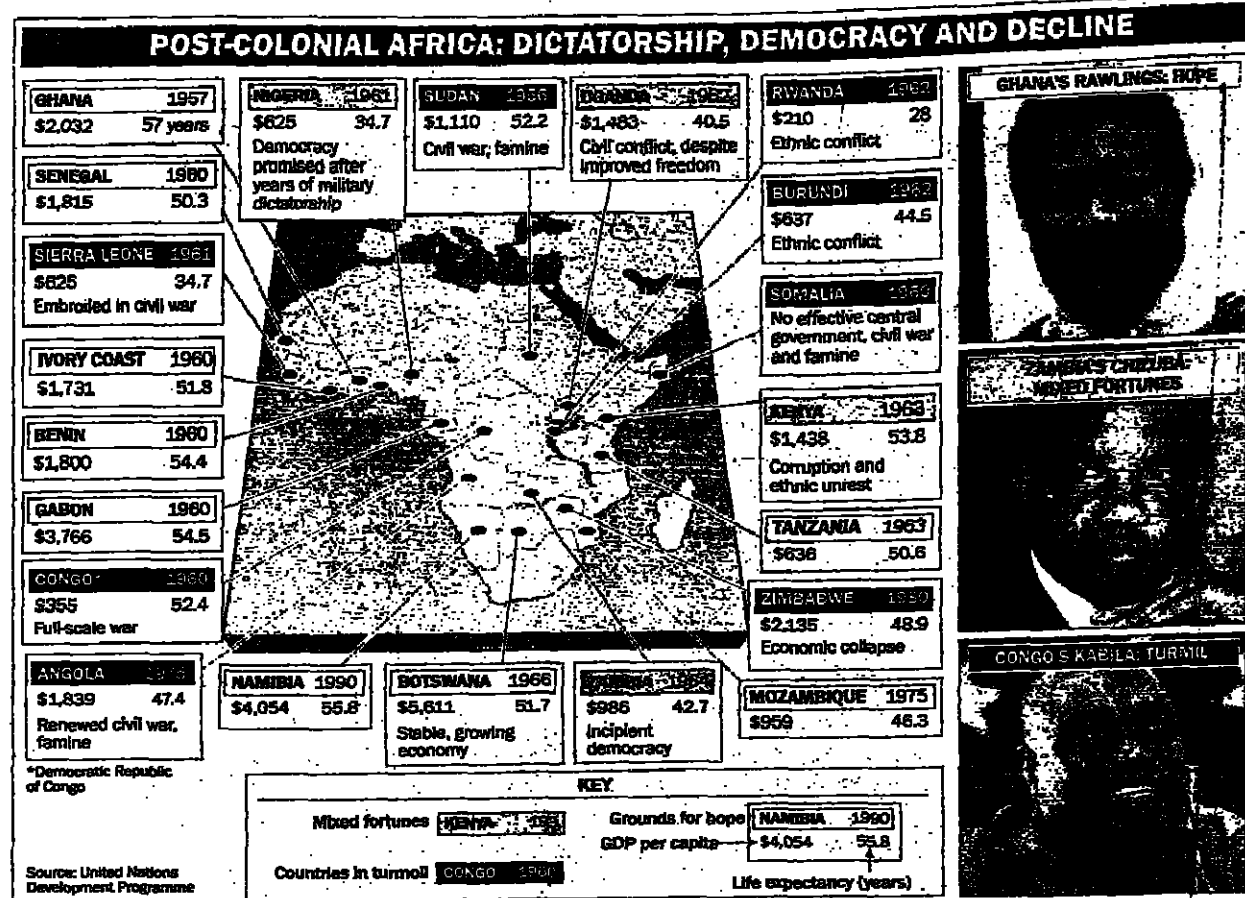 POST-COLONIAL AFRICA: DICTATORSHIP, DEMOCRACY AND DECLINE
GHANA 1957
$2,032 57 years
SENEGAL 1960
$1,815 50.3
SIERRA LEONE 1961
$625 34.7
Embroiled in civil war
IVORY COAST 1960
$1,731 51.8
BENIN 1960
$1,800 54.4
GABON 1960
$3,766 54.5
CONGO* 1960
$355 52.4
Full-scale war
ANGOLA
$1,839 47.4
Renewed civil war,
famine
*Democratic Republic
of Congo
Source: United Nations
Development Programme
NIGERIA 1961
$625 34.7
Democracy
promised after
years of military
dictatorship
SUDAN
$1,110 52.2
Civil war, famine
UGANDA
$1,483 40.5
Civil conflict, despite
improved freedom
RWANDA 1962
$210 28
Ethnic conflict
BURUNDI 1962
$637 44.5
Ethnic conflict
SOMALIA
No effective central
government, civil war
and famine
KENYA 1963
$1,438 53.8
Corruption and
ethnic unrest
TANZANIA 1963
$636 50.6
ZIMBABWE 1980
$2,135 48.9
Economic collapse
NAMIBIA 1990
$4,054 55.8
BOTSWANA 1966
$5,611 51.7
Stable, growing
economy
$986 42.7
Incipient
democracy
MOZAMBIQUE 1975
$959 46.3
KEY
Mixed fortunes KENYA
Countries in turmoil CONGO
Grounds for hope NAMIBIA 1990
GDP per capita $4,054 55.8
Life expectancy (years)
GHANA'S RAWLINGS: HOPE
ZAMBIA'S CHIZUBA:
MIXED FORTUNES
CONGO'S KABILA: TURMIL